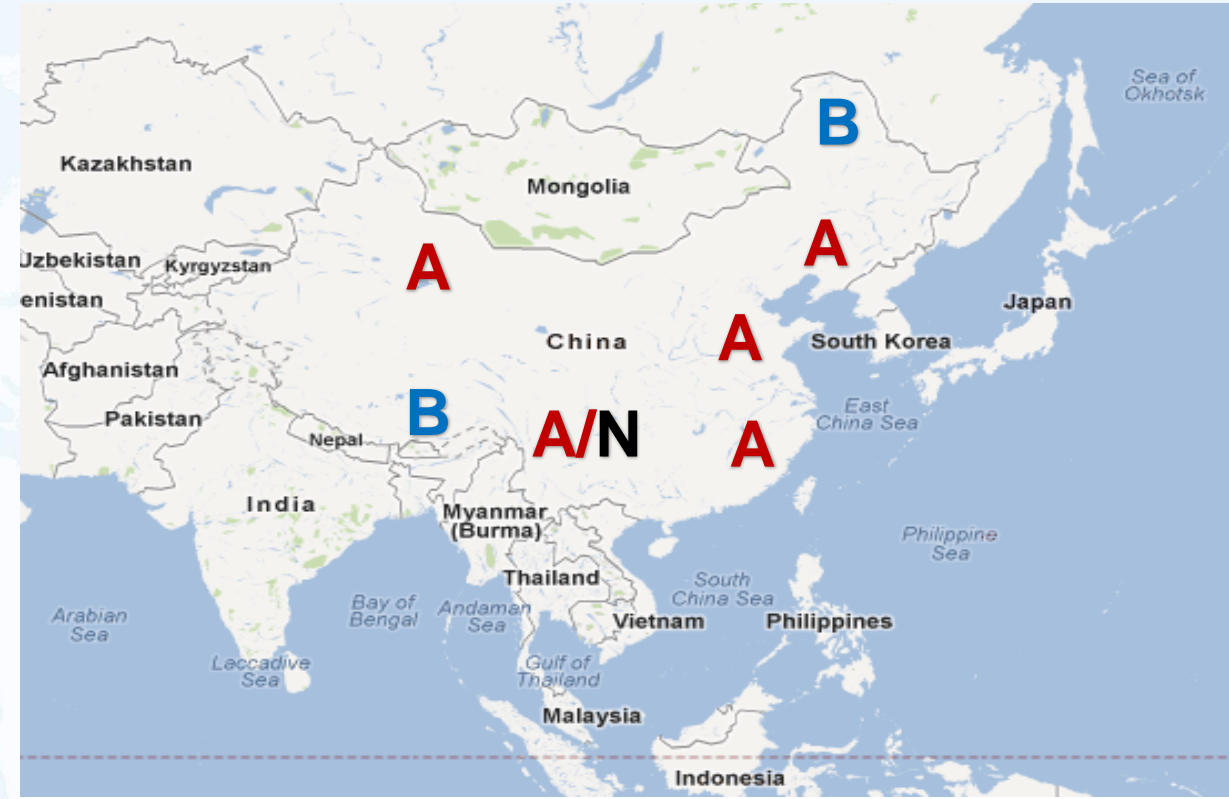 Sea of
Okhotsk
B
Kazakhstan
Mongolia
A
Uzbekistan
Kyrgyzstan
A
enistan
Japan
A
China
South Korea
Afghanistan
B
Pakistan
East
China Sea
Nepal
A/N
A
India
Myanmar
(Burma)
Philippine
Sea
Thailand
South
China Sea
Bay of
Bengal
Andaman
Sea
Arabian
Sea
Vietnam
Philippines
Laccadive
Sea
Gulf of
Thailand
Malaysia
Indonesia